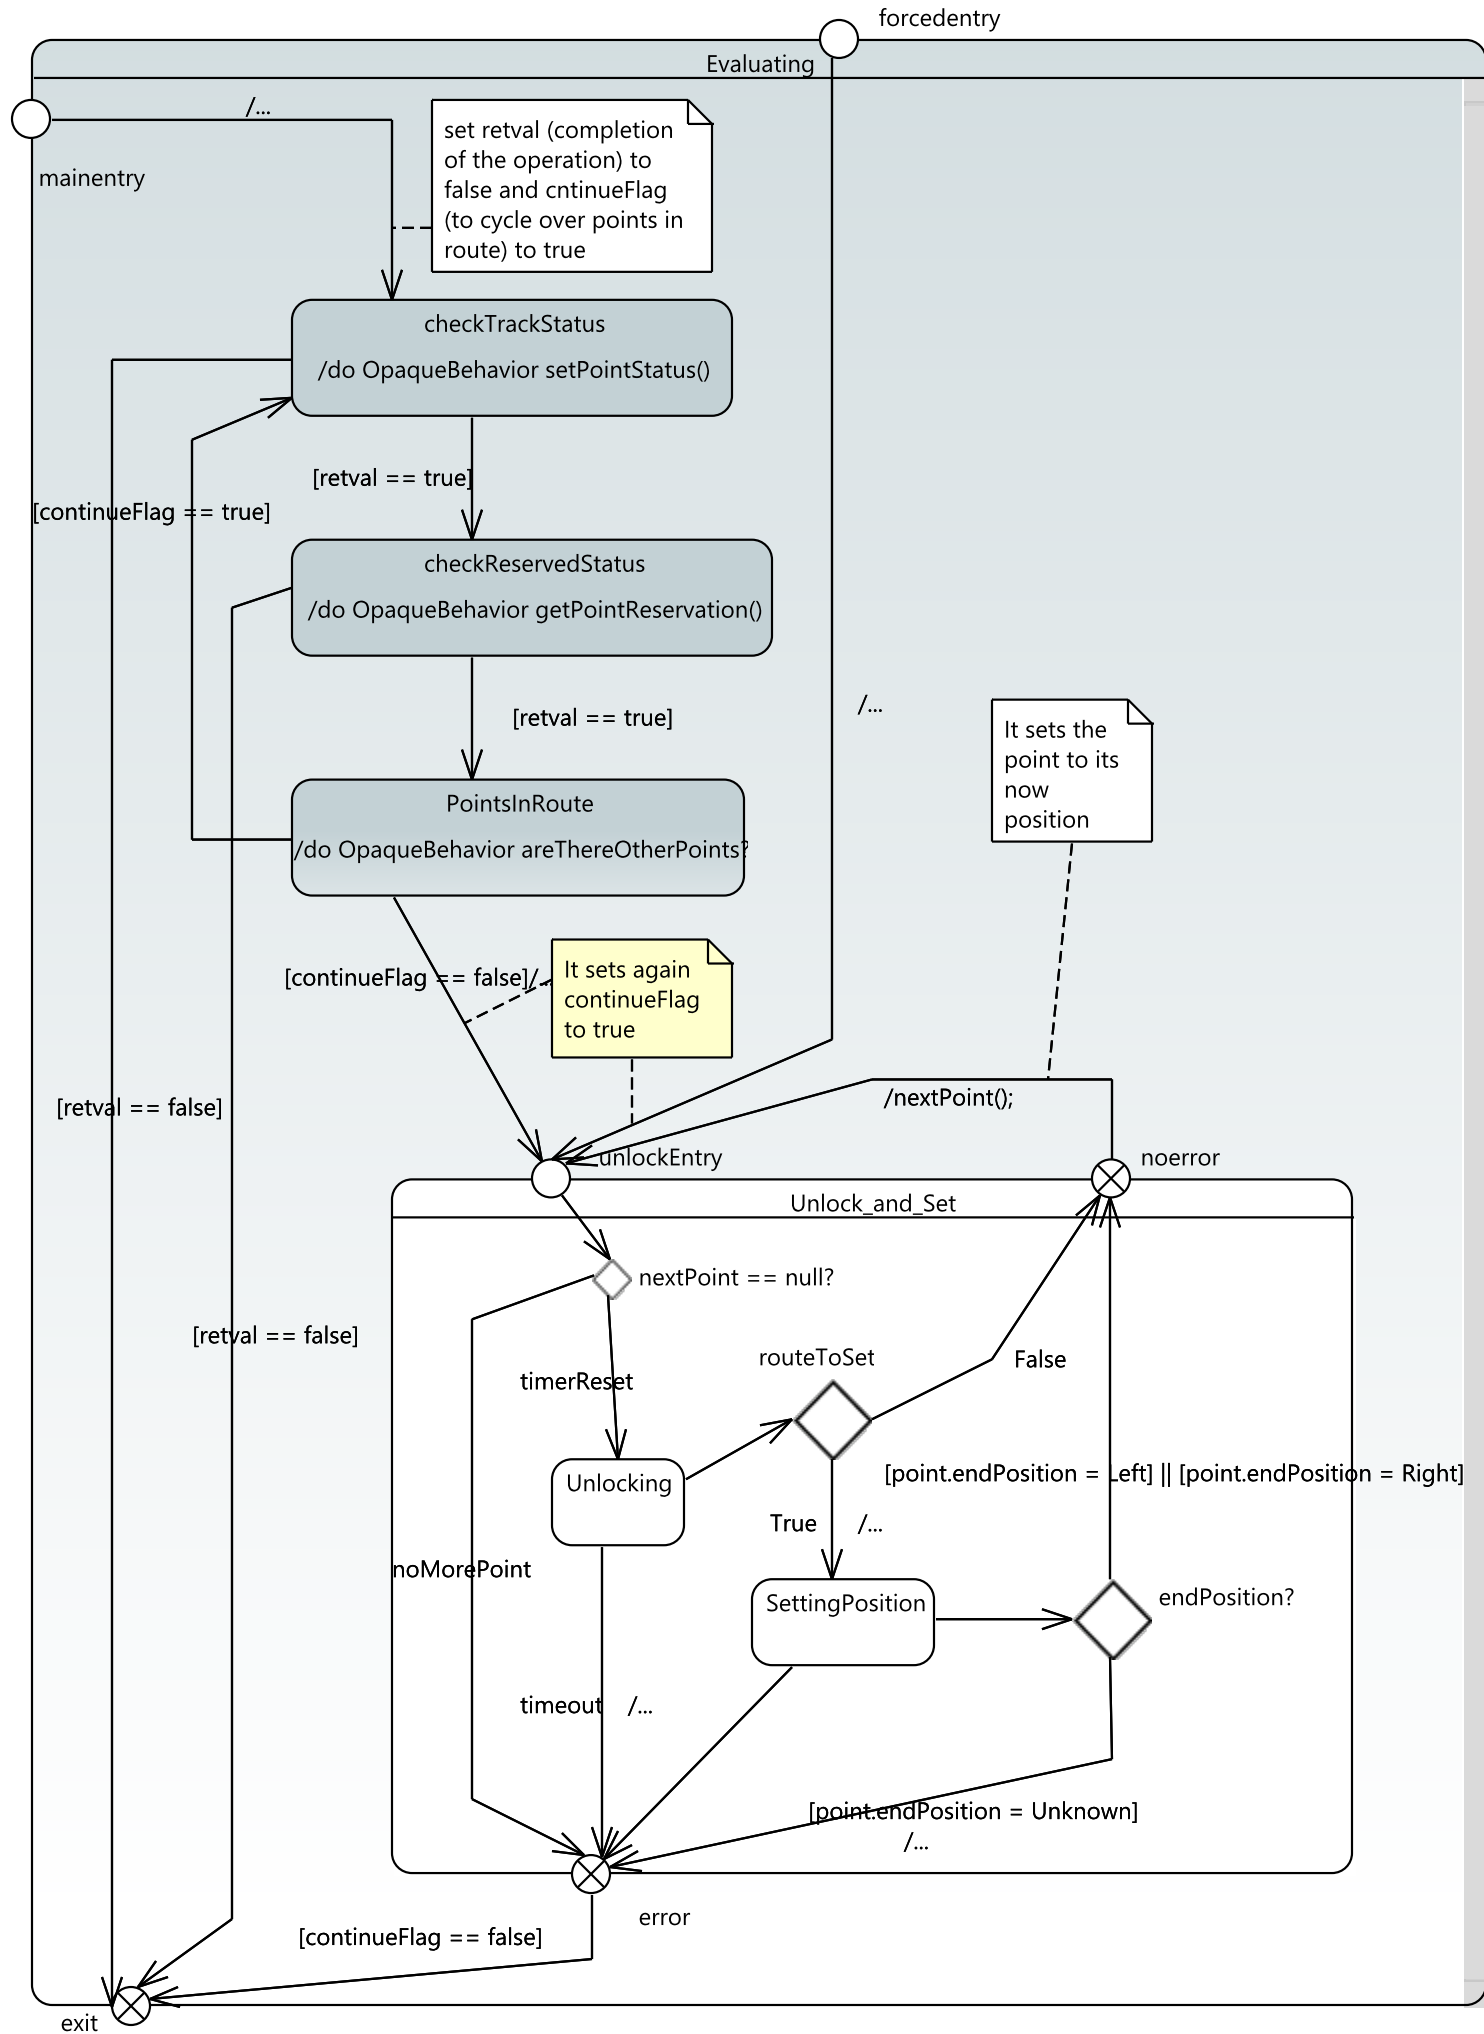 forcedentry
Evaluating
/...
mainentry
set retval (completion
of the operation) to
false and cntinueFlag
(to cycle over points in
route) to true
checkTrackStatus
/do OpaqueBehavior setPointStatus()
[retval == true]
[continueFlag == true]
checkReservedStatus
/do OpaqueBehavior getPointReservation()
[retval == true]
/...
It sets the
point to its
now
position
PointsInRoute
/do OpaqueBehavior areThereOtherPoints?
[continueFlag == false]/...
It sets again
continueFlag
to true
[retval == false]
/nextPoint();
unlockEntry
noerror
Unlock_and_Set
nextPoint == null?
[retval == false]
routeToSet
False
timerReset
Unlocking
[point.endPosition = Left] || [point.endPosition = Right]
True
/...
noMorePoint
SettingPosition
endPosition?
timeout
/...
[point.endPosition = Unknown]
/...
error
[continueFlag == false]
exit